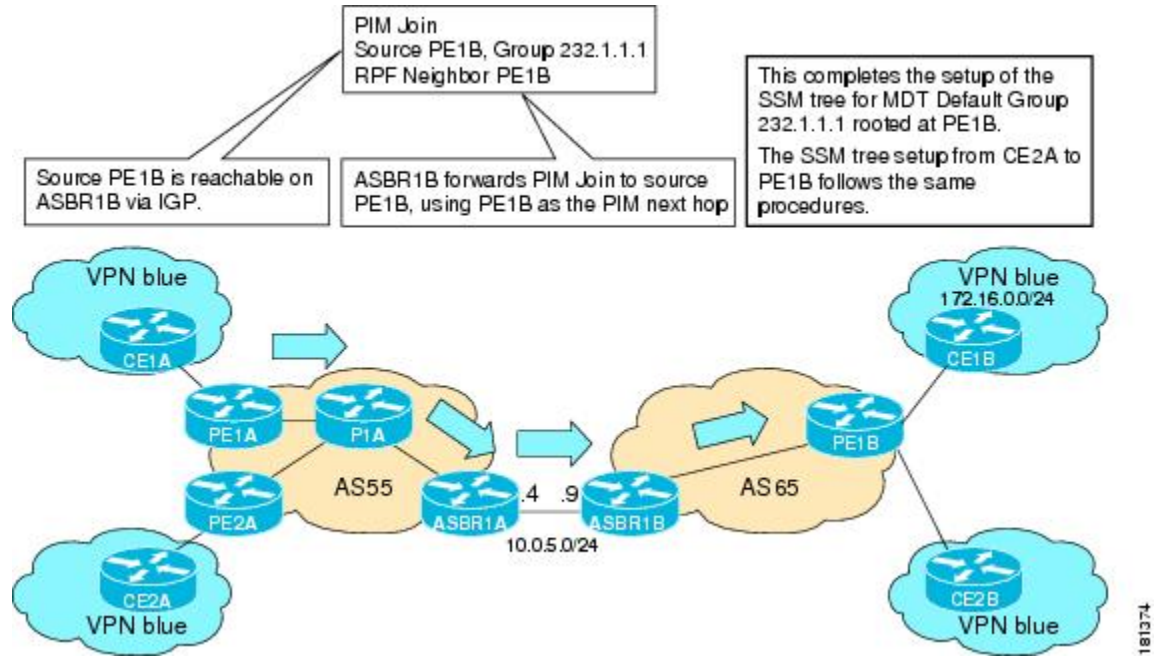 PIM Join
Source PE1B, Group 232.1.1.1
RPF Neighbor PE1B
This completes the setup of the
SSM tree for MDT Default Group
232.1.1.1 rooted at PE1B.
The SSM tree setup from CE2A to
PE1B follows the same
procedures.
Source PE1B is reachable on
ASBR1B via IGP.
ASBR1B forwards PIM Join to source
PE1B, using PE1B as the PIM next hop
VPN blue
CE1A
VPN blue
172.16.0.0/24
CE1B
PE1A
P1A
PE1B
AS55
AS65
PE2A
ASBR1A
.4
.9
ASBR1B
10.0.5.0/24
CE2A
VPN blue
CE2B
VPN blue
181374